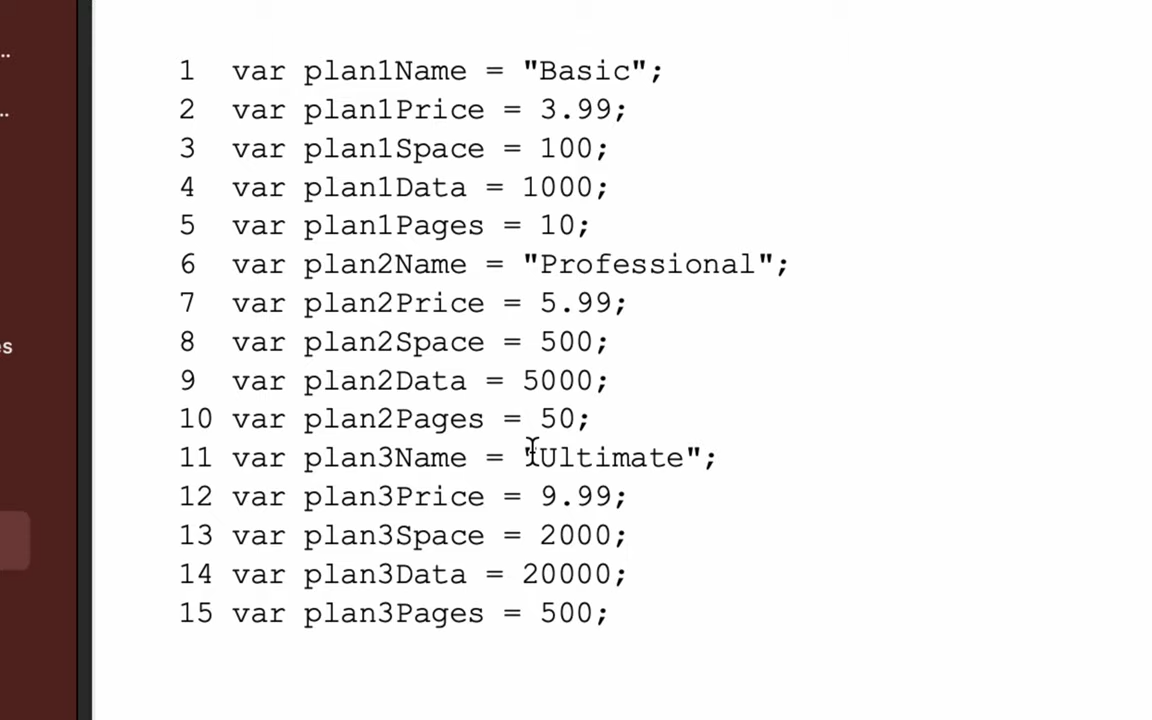 ..
..
es
1 var plan1Name = "Basic";
2 var plan1Price = 3.99;
3 var plan1Space = 100;
4 var plan1Data = 1000;
5 var plan1Pages = 10;
6 var plan2Name = "Professional";
7 var plan2Price = 5.99;
8 var plan2Space = 500;
9 var plan2Data = 5000;
10 var plan2Pages = 50;
11 var plan3Name = "Ultimate";
12 var plan3Price = 9.99;
13 var plan3Space = 2000;
14 var plan3Data = 20000;
15 var plan3Pages = 500;